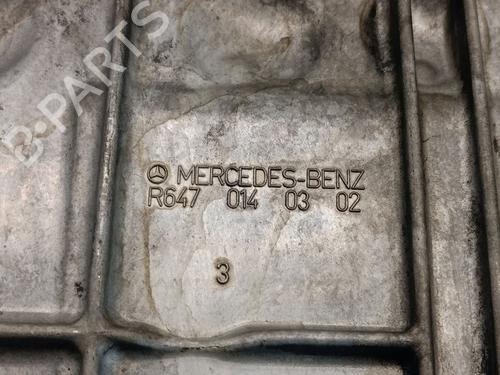 B-PARTS
MERCEDES-BENZ
R647 014 03 02
3